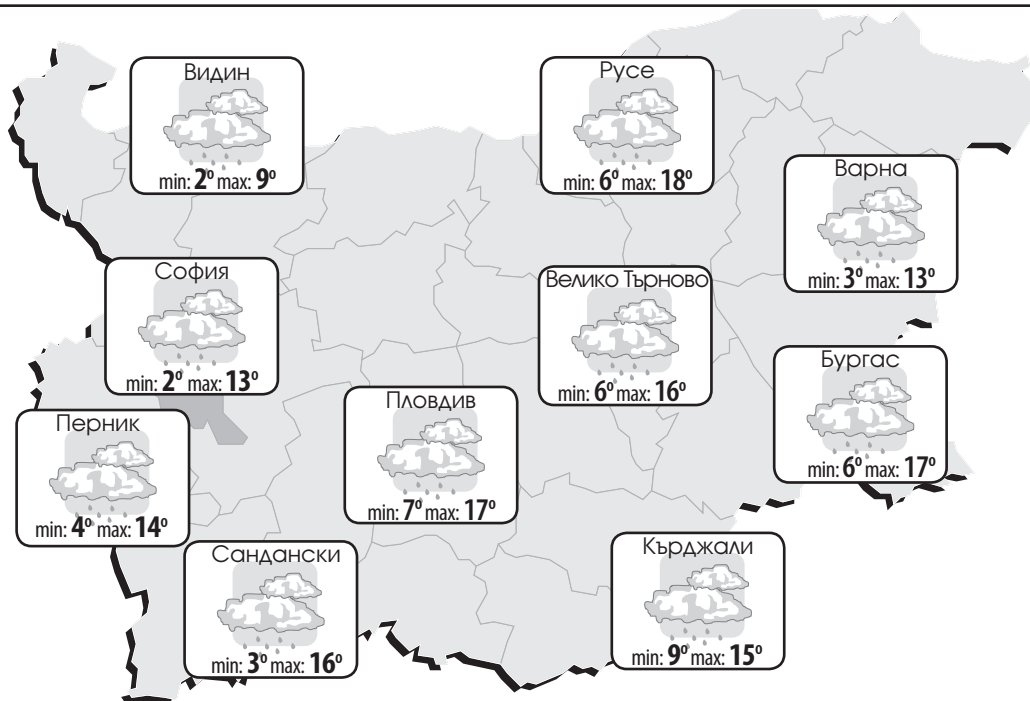 Видин
min: 2° max: 9°
Русе
min: 6° max: 18°
Варна
min: 3° max: 13°
София
min: 2° max: 13°
Велико Търново
min: 6° max: 16°
Бургас
min: 6° max: 17°
Пловдив
min: 7° max: 17°
Перник
min: 4° max: 14°
Сандански
min: 3° max: 16°
Кърджали
min: 9° max: 15°